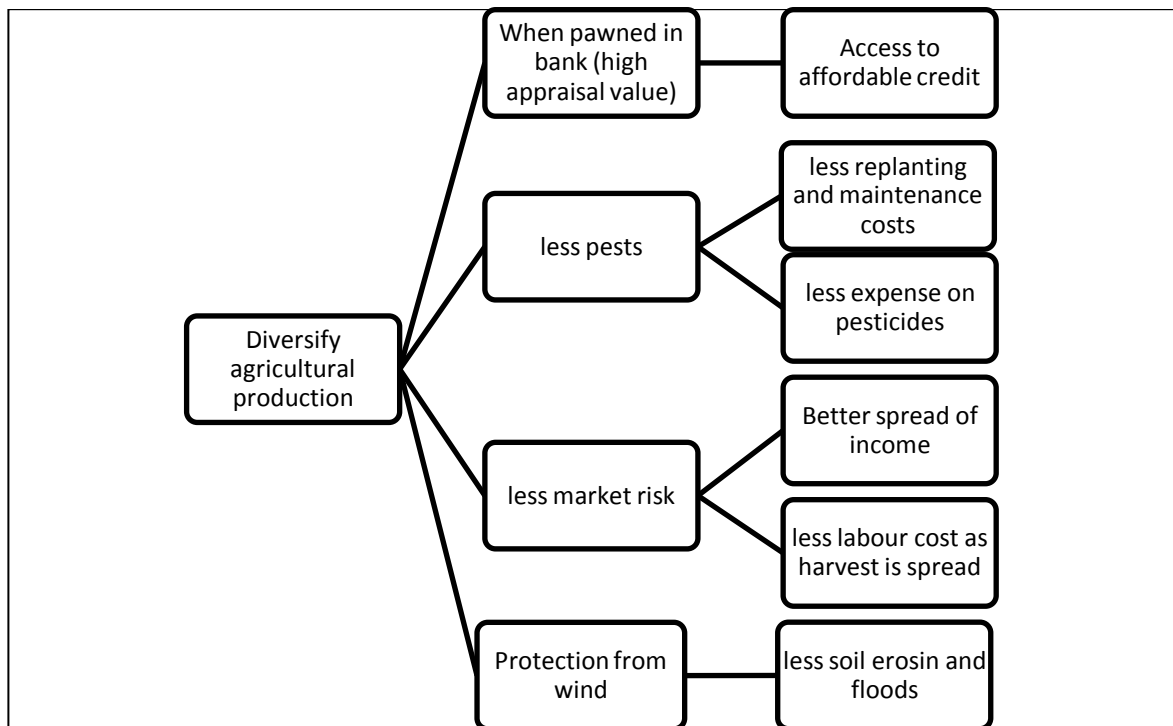 When pawned in
bank (high
appraisal value)
Access to
affordable credit
less replanting
and maintenance
costs
less pests
less expense on
pesticides
Diversify
agricultural
production
Better spread of
income
less market risk
less labour cost as
harvest is spread
Protection from
wind
less soil erosin and
floods